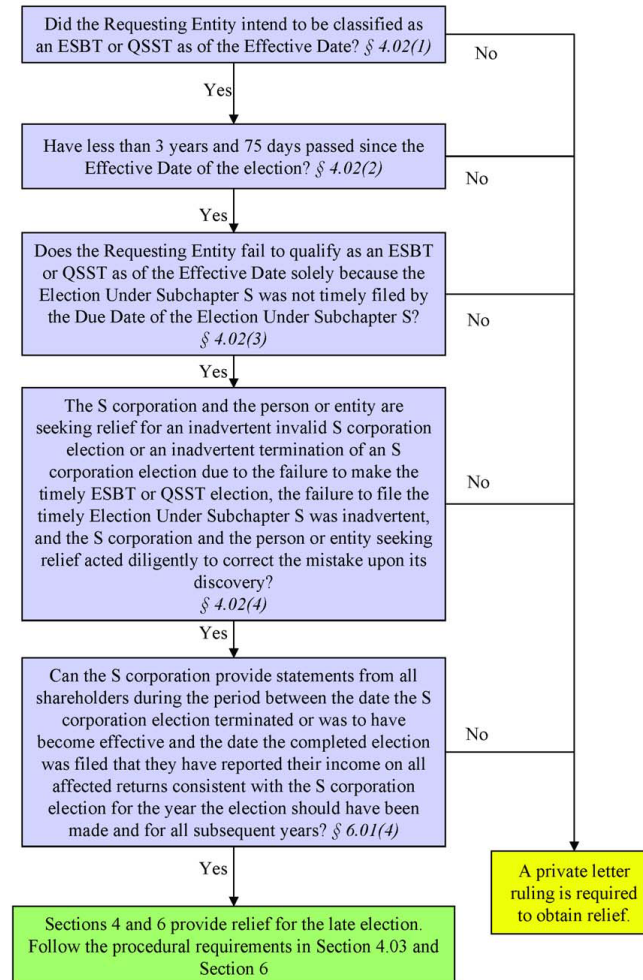 Did the Requesting Entity intend to be classified as
an ESBT or QSST as of the Effective Date? § 4.02(1)
No
Yes
Have less than 3 years and 75 days passed since the
Effective Date of the election? § 4.02(2)
No
Yes
Does the Requesting Entity fail to qualify as an ESBT
or QSST as of the Effective Date solely because the
Election Under Subchapter S was not timely filed by
the Due Date of the Election Under Subchapter S?
§ 4.02(3)
No
Yes
The S corporation and the person or entity are
seeking relief for an inadvertent invalid S corporation
election or an inadvertent termination of an S
corporation election due to the failure to make the
timely ESBT or QSST election, the failure to file the
timely Election Under Subchapter S was inadvertent,
and the S corporation and the person or entity seeking
relief acted diligently to correct the mistake upon its
discovery?
§ 4.02(4)
No
Yes
Can the S corporation provide statements from all
shareholders during the period between the date the S
corporation election terminated or was to have
become effective and the date the completed election
was filed that they have reported their income on all
affected returns consistent with the S corporation
election for the year the election should have been
made and for all subsequent years? § 6.01(4)
No
Yes
A private letter
ruling is required
to obtain relief.
Sections 4 and 6 provide relief for the late election.
Follow the procedural requirements in Section 4.03 and
Section 6